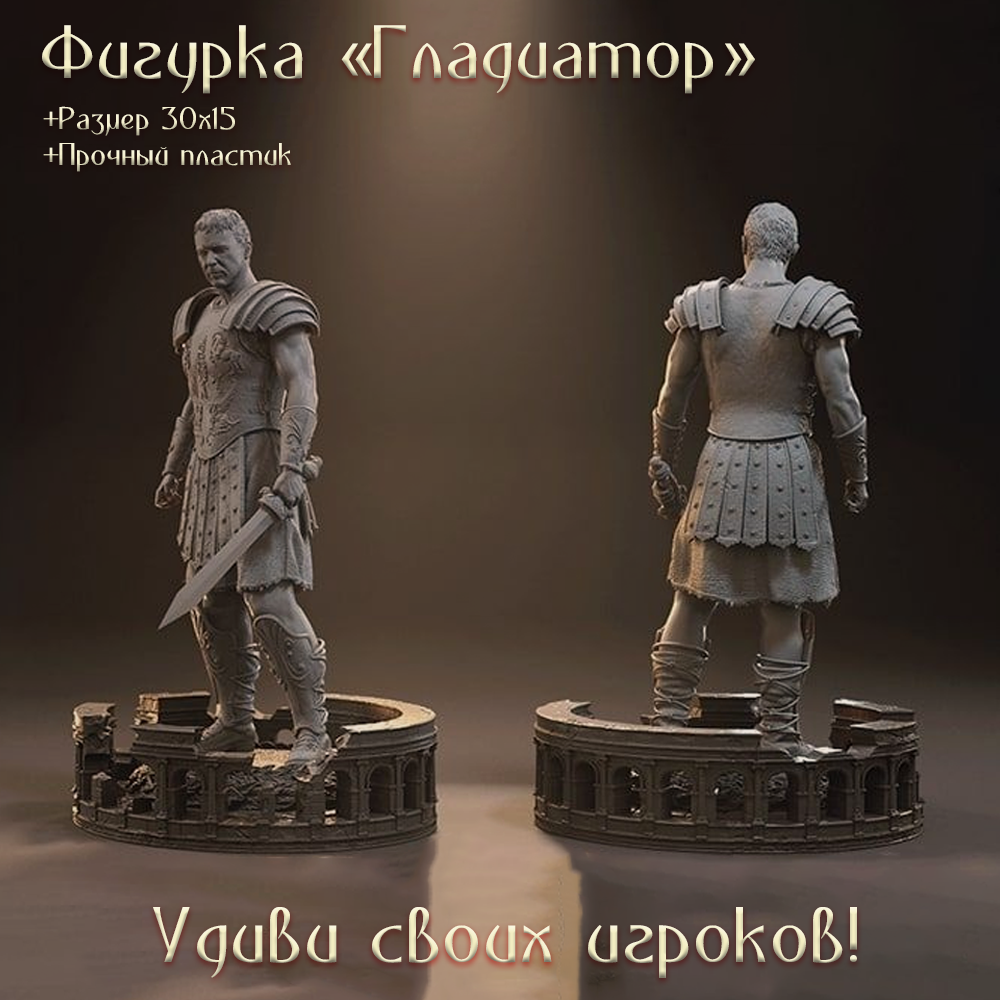 Фигурка «Гладиатор»
+Размер 30х15
+Прочный пластик
Удиви своих игроков!